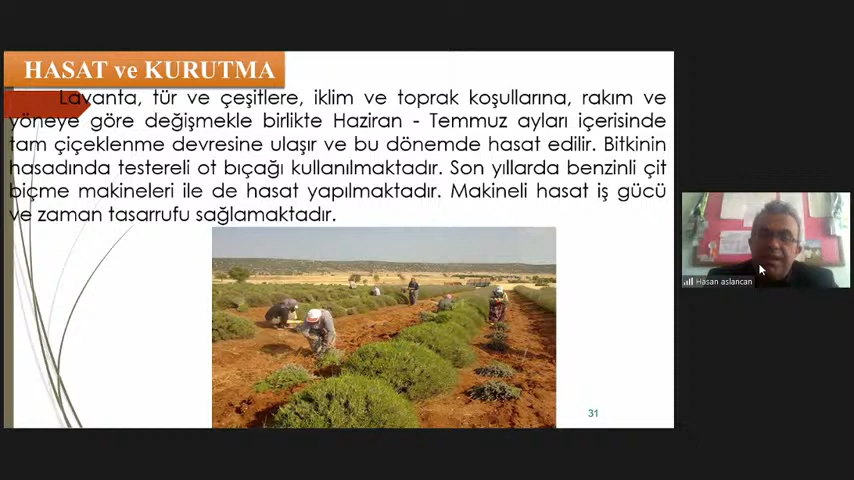 HASAT ve KURUTMA
Lavanta, tür ve çeşitlere, iklim ve toprak koşullarına, rakım ve
yöneye göre değişmekle birlikte Haziran - Temmuz ayları içerisinde
tam çiçeklenme devresine ulaşır ve bu dönemde hasat edilir. Bitkinin
hasadında testereli ot bıçağı kullanılmaktadır. Son yıllarda benzinli çit
biçme makineleri ile de hasat yapılmaktadır. Makineli hasat iş gücü
ve zaman tasarrufu sağlamaktadır.
Hasan aslancan
31